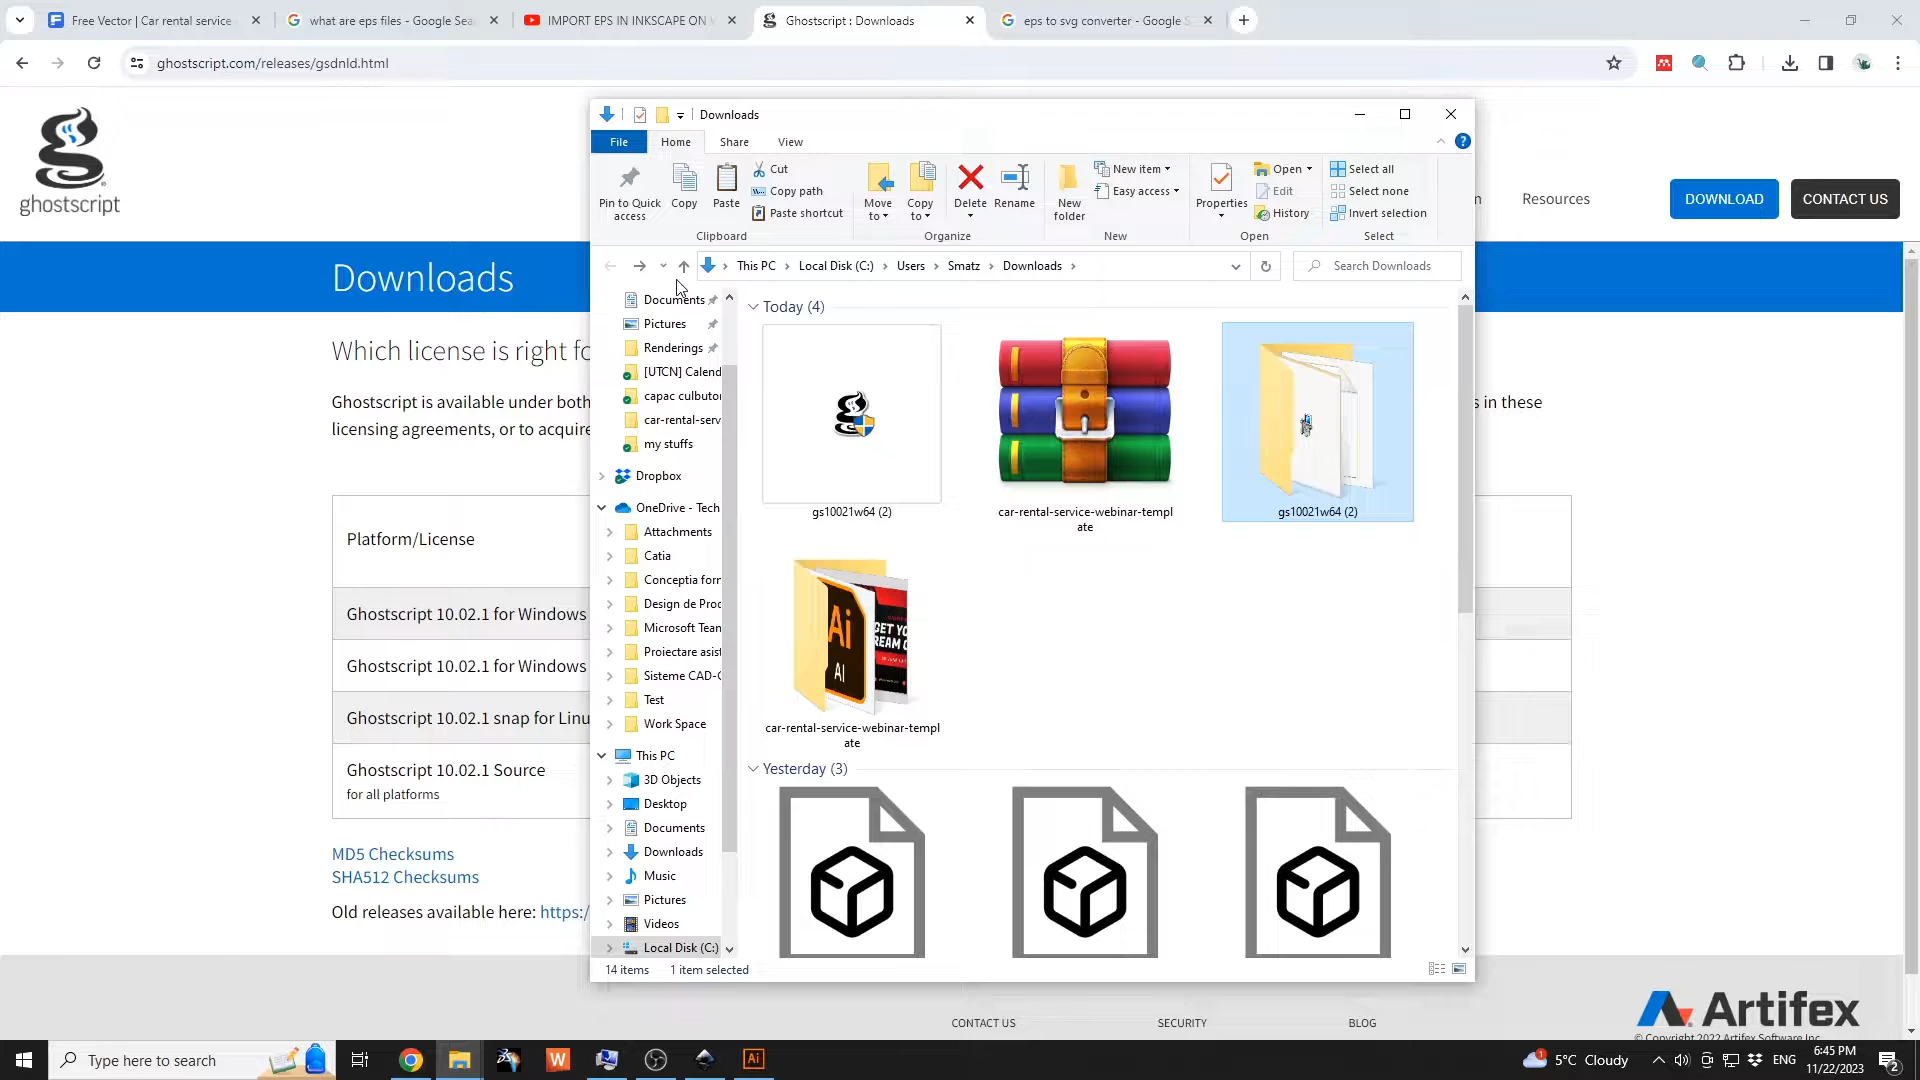 Free Vector | Car rental service
what are eps files - Google Sea
IMPORT EPS IN INKSCAPE ON W
Ghostscript : Downloads
eps to svg converter - Google S
ghostscript.com/releases/gsdnld.html
ghostscript
Resources
DOWNLOAD
CONTACT US
Downloads
Which license is right fo
Ghostscript is available under both
s in these
licensing agreements, or to acquire
Platform/License
Ghostscript 10.02.1 for Windows
Ghostscript 10.02.1 for Windows
Ghostscript 10.02.1 snap for Linu
Ghostscript 10.02.1 Source
for all platforms
MD5 Checksums
SHA512 Checksums
Old releases available here: https:/
Downloads
File
Home
Share
View
Pin to Quick access
Copy
Paste
Cut
Copy path
Paste shortcut
Clipboard
Move to
Copy to
Delete
Rename
Organize
New folder
New item
Easy access
New
Properties
Open
Edit
History
Open
Select all
Select none
Invert selection
Select
This PC > Local Disk (C:) > Users > Smatz > Downloads >
Search Downloads
Documents
Pictures
Renderings
[UTCN] Calend
capac culbutor
car-rental-serv
my stuffs
Dropbox
OneDrive - Tech
Attachments
Catia
Conceptia forr
Design de Proc
Microsoft Tean
Proiectare asist
Sisteme CAD-C
Test
Work Space
This PC
3D Objects
Desktop
Documents
Downloads
Music
Pictures
Videos
Local Disk (C:)
Today (4)
gs10021w64 (2)
car-rental-service-webinar-templ
ate
gs10021w64 (2)
Ai
AI
car-rental-service-webinar-templ
ate
Yesterday (3)
14 items
1 item selected
CONTACT US
SECURITY
BLOG
Artifex
© Copyright 2022 Artifex Software Inc.
Type here to search
5°C Cloudy
ENG
6:45 PM
11/22/2023
2